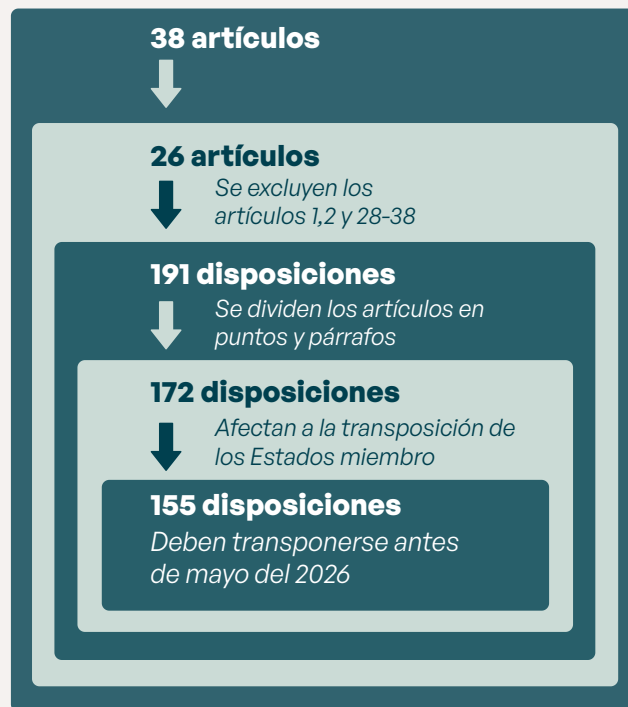 38 artículos
26 artículos
Se excluyen los
artículos 1,2 y 28-38
191 disposiciones
Se dividen los artículos en
puntos y párrafos
172 disposiciones
Afectan a la transposición de
los Estados miembro
155 disposiciones
Deben transponerse antes
de mayo del 2026